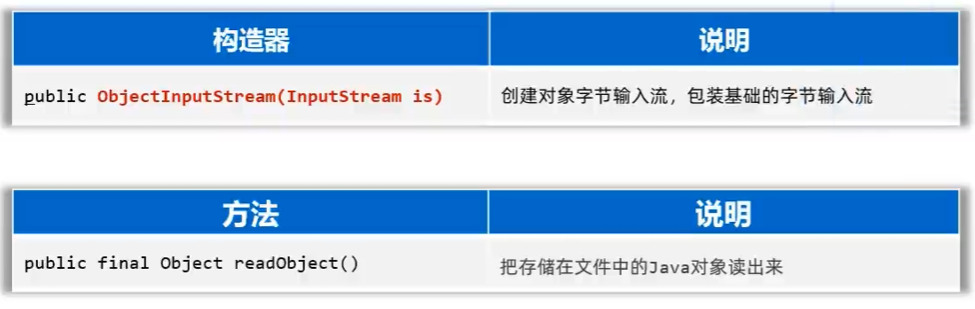 构造器 说明
public ObjectInputStream(InputStream is) 创建对象字节输入流，包装基础的字节输入流
方法 说明
public final Object readObject() 把存储在文件中的Java对象读出来